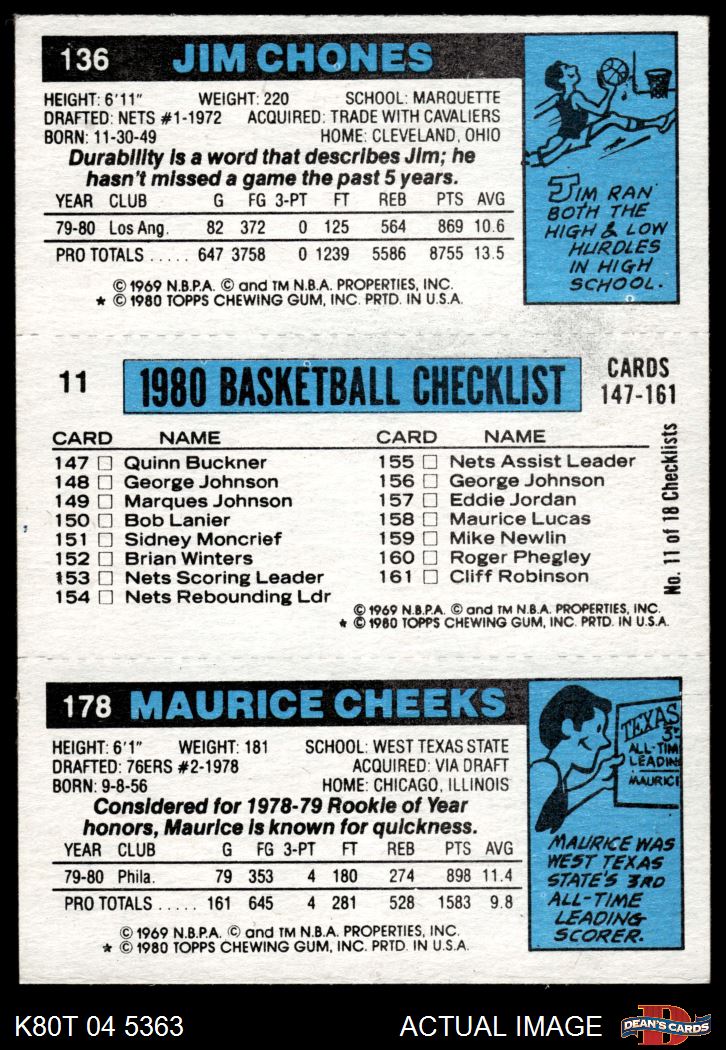 136 JIM CHONES
HEIGHT: 6'11" WEIGHT: 220 SCHOOL: MARQUETTE
DRAFTED: NETS #1-1972 ACQUIRED: TRADE WITH CAVALIERS
BORN: 11-30-49 HOME: CLEVELAND, OHIO
Durability is a word that describes Jim; he
hasn't missed a game the past 5 years.
YEAR CLUB G FG 3-PT FT REB PTS AVG
79-80 Los Ang. 82 372 0 125 564 869 10.6
PRO TOTALS ..... 647 3758 0 1239 5586 8755 13.5
© 1969 N.B.P.A. © and TM N.B.A. PROPERTIES, INC.
* © 1980 TOPPS CHEWING GUM, INC. PRTD. IN U.S.A.
JIM RAN
BOTH THE
HIGH & LOW
HURDLES
IN HIGH
SCHOOL.
11 1980 BASKETBALL CHECKLIST CARDS
147-161
CARD NAME
147 □ Quinn Buckner
148 □ George Johnson
149 □ Marques Johnson
150 □ Bob Lanier
151 □ Sidney Moncrief
152 □ Brian Winters
153 □ Nets Scoring Leader
154 □ Nets Rebounding Ldr
CARD NAME
155 □ Nets Assist Leader
156 □ George Johnson
157 □ Eddie Jordan
158 □ Maurice Lucas
159 □ Mike Newlin
160 □ Roger Phegley
161 □ Cliff Robinson
No. 11 of 18 Checklists
© 1969 N.B.P.A. © and TM N.B.A. PROPERTIES, INC.
* © 1980 TOPPS CHEWING GUM, INC. PRTD. IN U.S.A.
178 MAURICE CHEEKS
HEIGHT: 6'1" WEIGHT: 181 SCHOOL: WEST TEXAS STATE
DRAFTED: 76ERS #2-1978 ACQUIRED: VIA DRAFT
BORN: 9-8-56 HOME: CHICAGO, ILLINOIS
Considered for 1978-79 Rookie of Year
honors, Maurice is known for quickness.
YEAR CLUB G FG 3-PT FT REB PTS AVG
79-80 Phila. 79 353 4 180 274 898 11.4
PRO TOTALS ..... 161 645 4 281 528 1583 9.8
© 1969 N.B.P.A. © and TM N.B.A. PROPERTIES, INC.
* © 1980 TOPPS CHEWING GUM, INC. PRTD. IN U.S.A.
TEXAS
ALL-TIM
LEADIN
MAURIC
MAURICE WAS
WEST TEXAS
STATE'S 3RD
ALL-TIME
LEADING
SCORER.
K80T 04 5363 ACTUAL IMAGE
D
DEAN'S CARDS